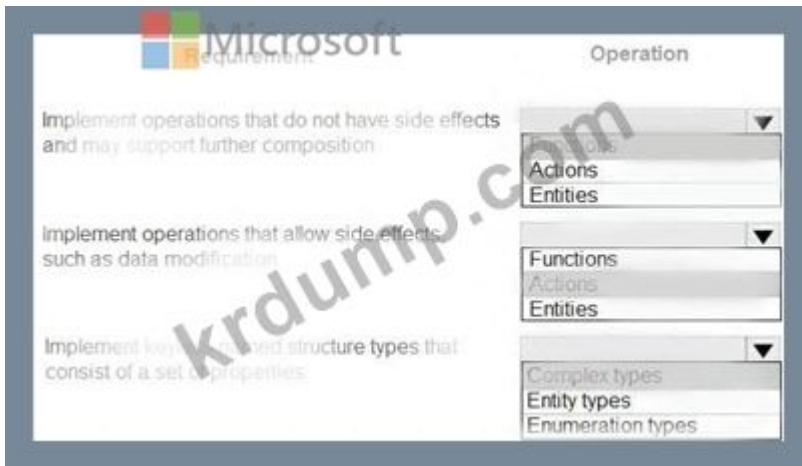 Microsoft
Requirement Operation
Implement operations that do not have side effects
and may support further composition
Functions
Actions
Entities
Implement operations that allow side effects,
such as data modification
Functions
Actions
Entities
Implement structure types that
consist of a set of properties.
Complex types
Entity types
Enumeration types
krdump.com